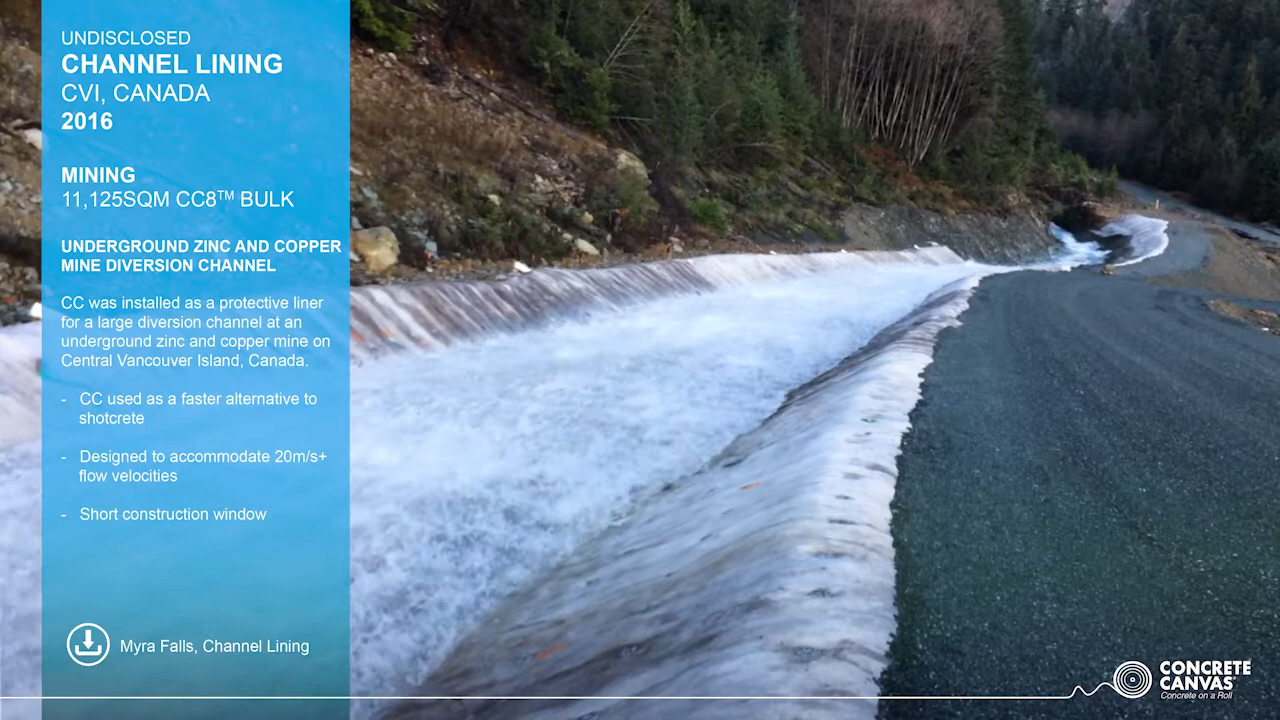 UNDISCLOSED
CHANNEL LINING
CVI, CANADA
2016
MINING
11,125SQM CC8™ BULK
UNDERGROUND ZINC AND COPPER
MINE DIVERSION CHANNEL
CC was installed as a protective liner
for a large diversion channel at an
underground zinc and copper mine on
Central Vancouver Island, Canada.
- CC used as a faster alternative to
shotcrete
- Designed to accommodate 20m/s+
flow velocities
- Short construction window
Myra Falls, Channel Lining
CONCRETE
CANVAS®
Concrete on a Roll